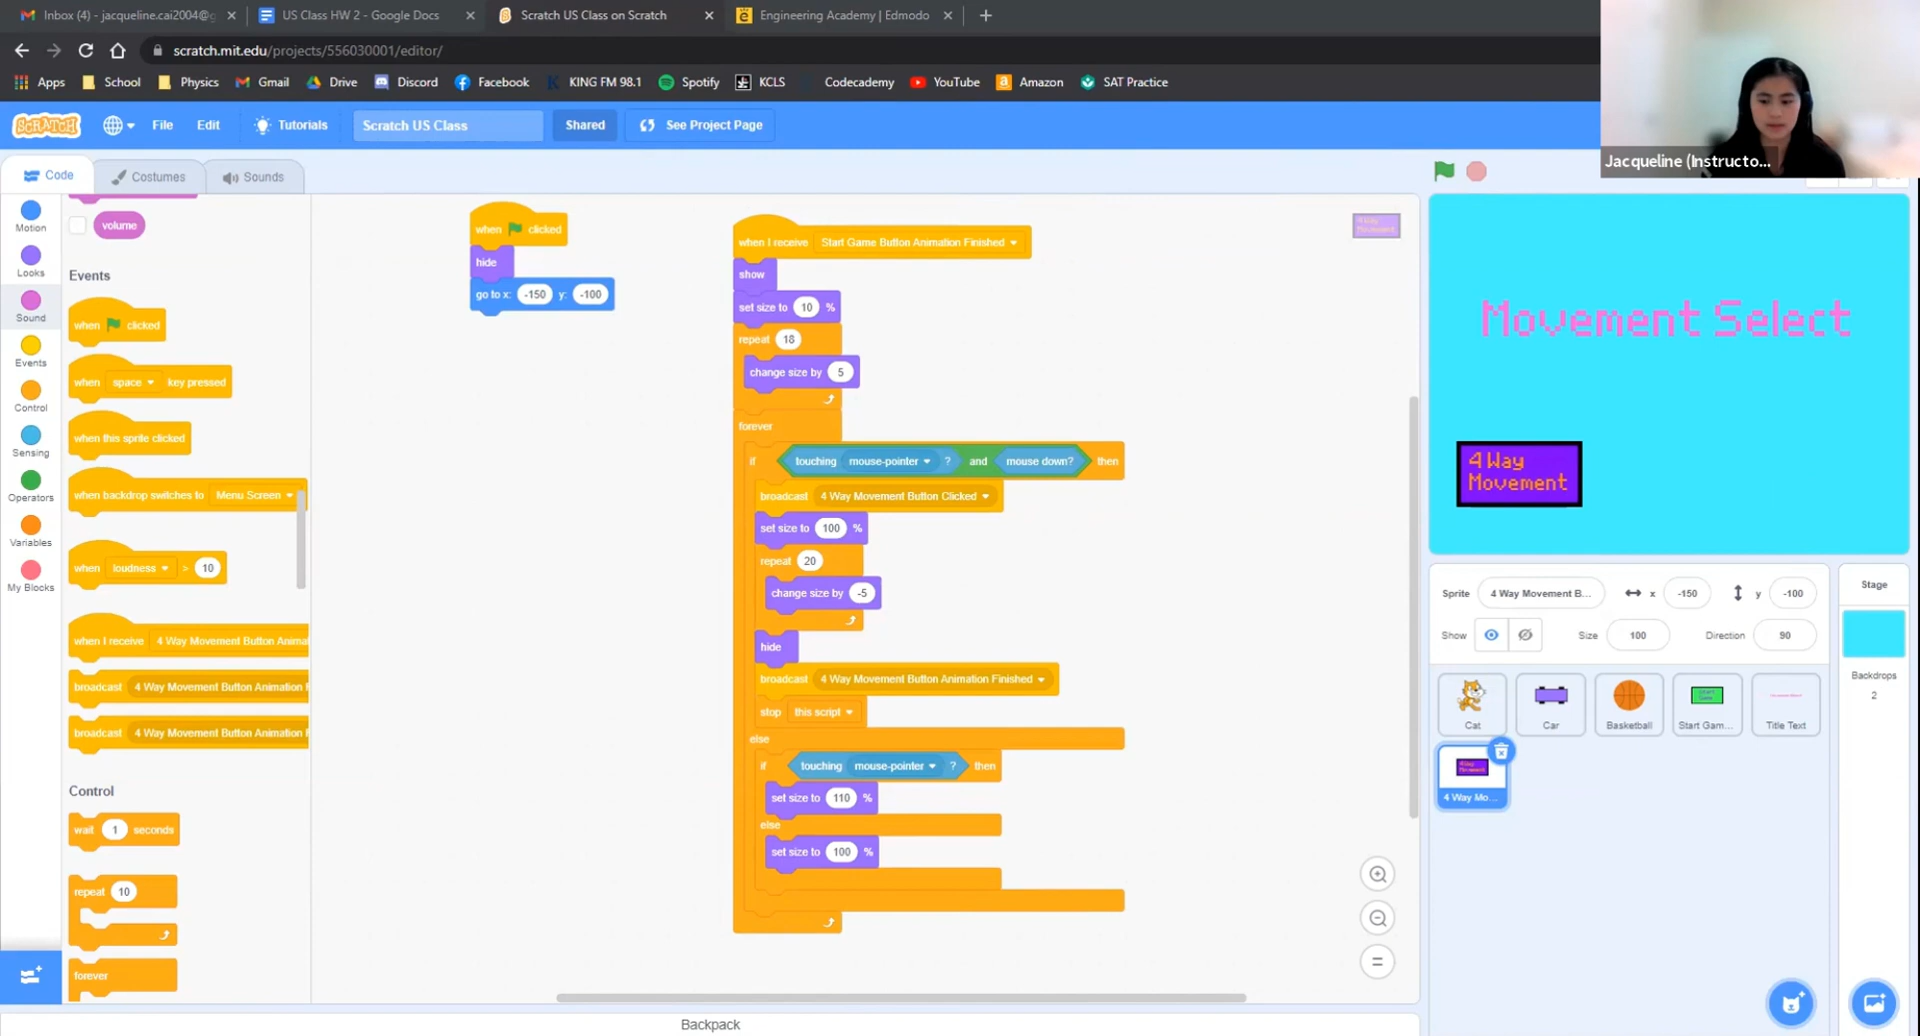 Inbox (4) - jacqueline.cai2004@g
US Class HW 2 - Google Docs
Scratch US Class on Scratch
Engineering Academy | Edmodo
scratch.mit.edu/projects/556030001/editor/
Apps School Physics Gmail Drive Discord Facebook KING FM 98.1 Spotify KCLS Codecademy YouTube Amazon SAT Practice
Jacqueline (Instructo...
SCRATCH File Edit Tutorials Scratch US Class Shared See Project Page
Code Costumes Sounds
Motion
Looks
Sound
Events
Control
Sensing
Operators
Variables
My Blocks
volume
Events
when clicked
when space key pressed
when this sprite clicked
when backdrop switches to Menu Screen
when loudness > 10
when I receive 4 Way Movement Button Anima
broadcast 4 Way Movement Button Animation F
broadcast 4 Way Movement Button Animation F
Control
wait 1 seconds
repeat 10
forever
when clicked
hide
go to x: -150 y: -100
when I receive Start Game Button Animation Finished
show
set size to 10 %
repeat 18
change size by 5
forever
if touching mouse-pointer ? and mouse down? then
broadcast 4 Way Movement Button Clicked
set size to 100 %
repeat 20
change size by -5
hide
broadcast 4 Way Movement Button Animation Finished
stop this script
else
if touching mouse-pointer ? then
set size to 110 %
else
set size to 100 %
4 Way
Movement
Movement Select
4 Way
Movement
Sprite 4 Way Movement B... x -150 y -100
Show Size 100 Direction 90
Cat Car Basketball Start Gam... Title Text
4 Way Mo...
Stage
Backdrops
2
Backpack